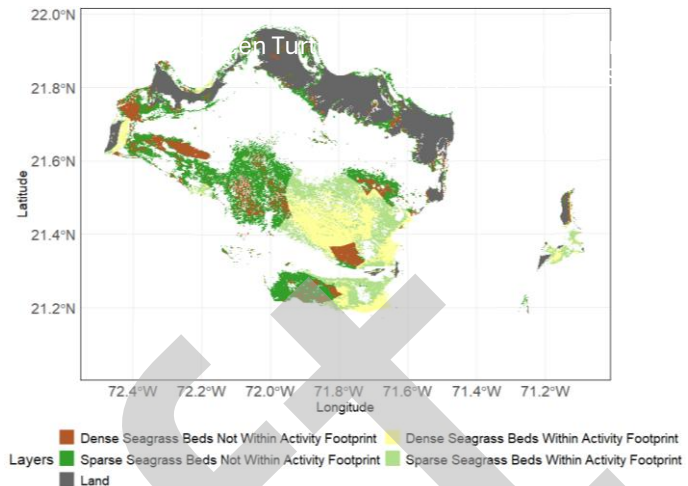 22.0°N
en Turt
21.8°N
21.6°N
21.4°N
21.2°N
Latitude
72.4°W 72.2°W 72.0°W 71.8°W 71.6°W 71.4°W 71.2°W
Longitude
Layers
Dense Seagrass Beds Not Within Activity Footprint Dense Seagrass Beds Within Activity Footprint
Sparse Seagrass Beds Not Within Activity Footprint Sparse Seagrass Beds Within Activity Footprint
Land